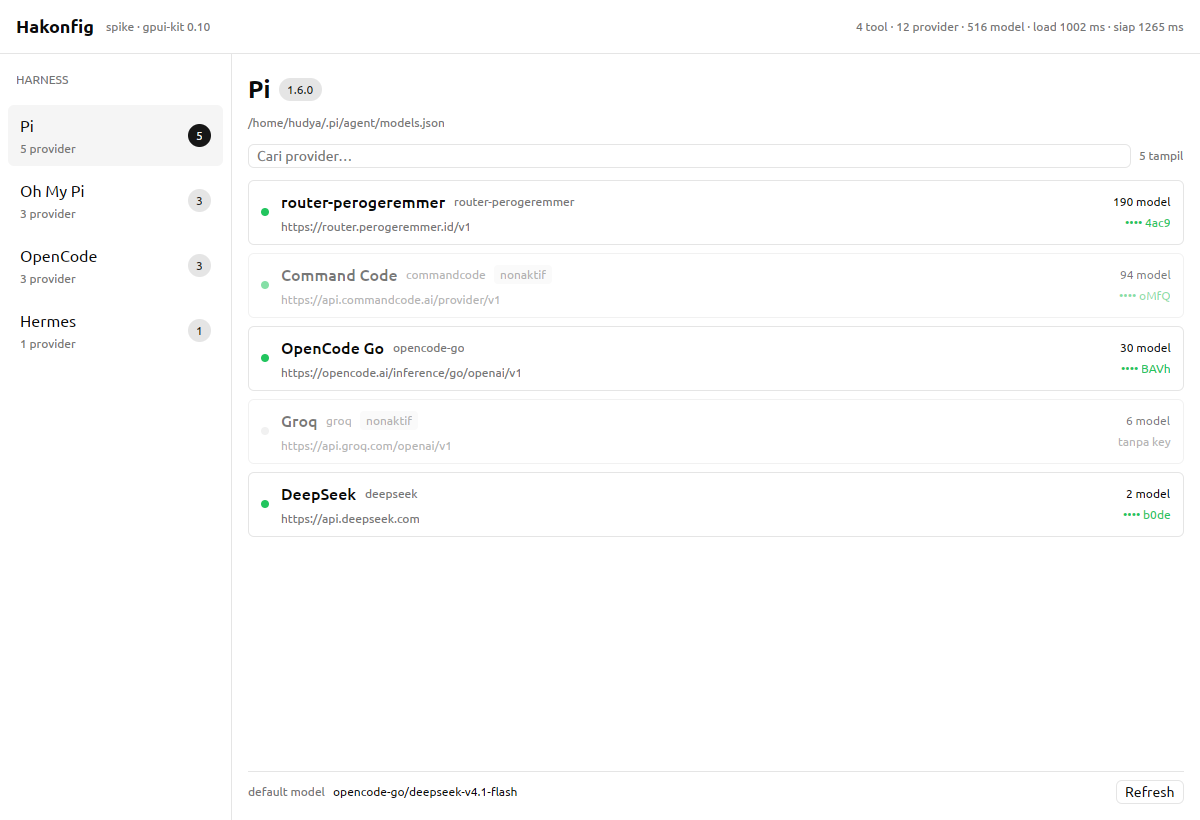 Hakonfig spike · gpui-kit 0.10
4 tool · 12 provider · 516 model · load 1002 ms · siap 1265 ms
HARNESS
Pi
5 provider
5
Oh My Pi
3 provider
3
OpenCode
3 provider
3
Hermes
1 provider
1
Pi 1.6.0
/home/hudya/.pi/agent/models.json
Cari provider…
5 tampil
router-perogeremmer router-perogeremmer
https://router.perogeremmer.id/v1
190 model
•••• 4ac9
Command Code commandcode nonaktif
https://api.commandcode.ai/provider/v1
94 model
•••• oMfQ
OpenCode Go opencode-go
https://opencode.ai/inference/go/openai/v1
30 model
•••• BAVh
Groq groq nonaktif
https://api.groq.com/openai/v1
6 model
tanpa key
DeepSeek deepseek
https://api.deepseek.com
2 model
•••• b0de
default model opencode-go/deepseek-v4.1-flash
Refresh